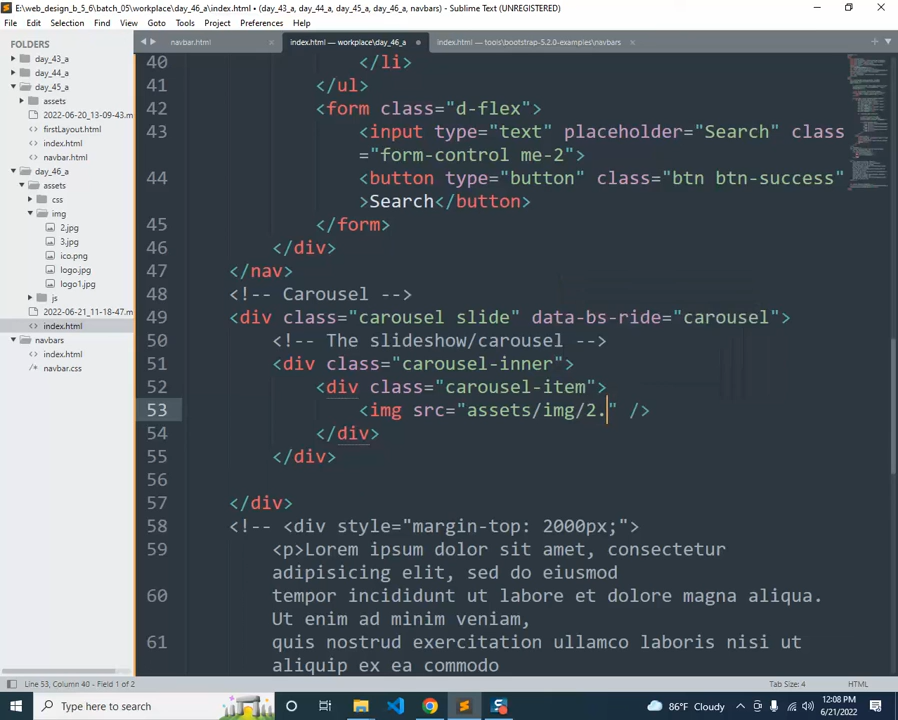 E:\web_design_b_5_6\batch_05\workplace\day_46_a\index.html (day_43_a, day_44_a, day_45_a, day_46_a, navbars) - Sublime Text (UNREGISTERED)
File Edit Selection Find View Goto Tools Project Preferences Help
FOLDERS
day_43_a
day_44_a
day_45_a
assets
2022-06-20_13-09-43.m
firstLayout.html
index.html
navbar.html
day_46_a
assets
css
img
2.jpg
3.jpg
ico.png
logo.jpg
logo1.jpg
js
2022-06-21_11-18-47.m
index.html
navbars
index.html
navbar.css
navbar.html
index.html — workplace\day_46_a
index.html — tools\bootstrap-5.2.0-examples\navbars
40 </li>
41 </ul>
42 <form class="d-flex">
43 <input type="text" placeholder="Search" class
="form-control me-2">
44 <button type="button" class="btn btn-success"
>Search</button>
45 </form>
46 </div>
47 </nav>
48 <!-- Carousel -->
49 <div class="carousel slide" data-bs-ride="carousel">
50 <!-- The slideshow/carousel -->
51 <div class="carousel-inner">
52 <div class="carousel-item">
53 <img src="assets/img/2." />
54 </div>
55 </div>
56
57 </div>
58 <!-- <div style="margin-top: 2000px;">
59 <p>Lorem ipsum dolor sit amet, consectetur
adipisicing elit, sed do eiusmod
60 tempor incididunt ut labore et dolore magna aliqua.
Ut enim ad minim veniam,
61 quis nostrud exercitation ullamco laboris nisi ut
aliquip ex ea commodo
Line 53, Column 40 - Field 1 of 2
Tab Size: 4
HTML
Type here to search
86°F Cloudy
12:08 PM
6/21/2022